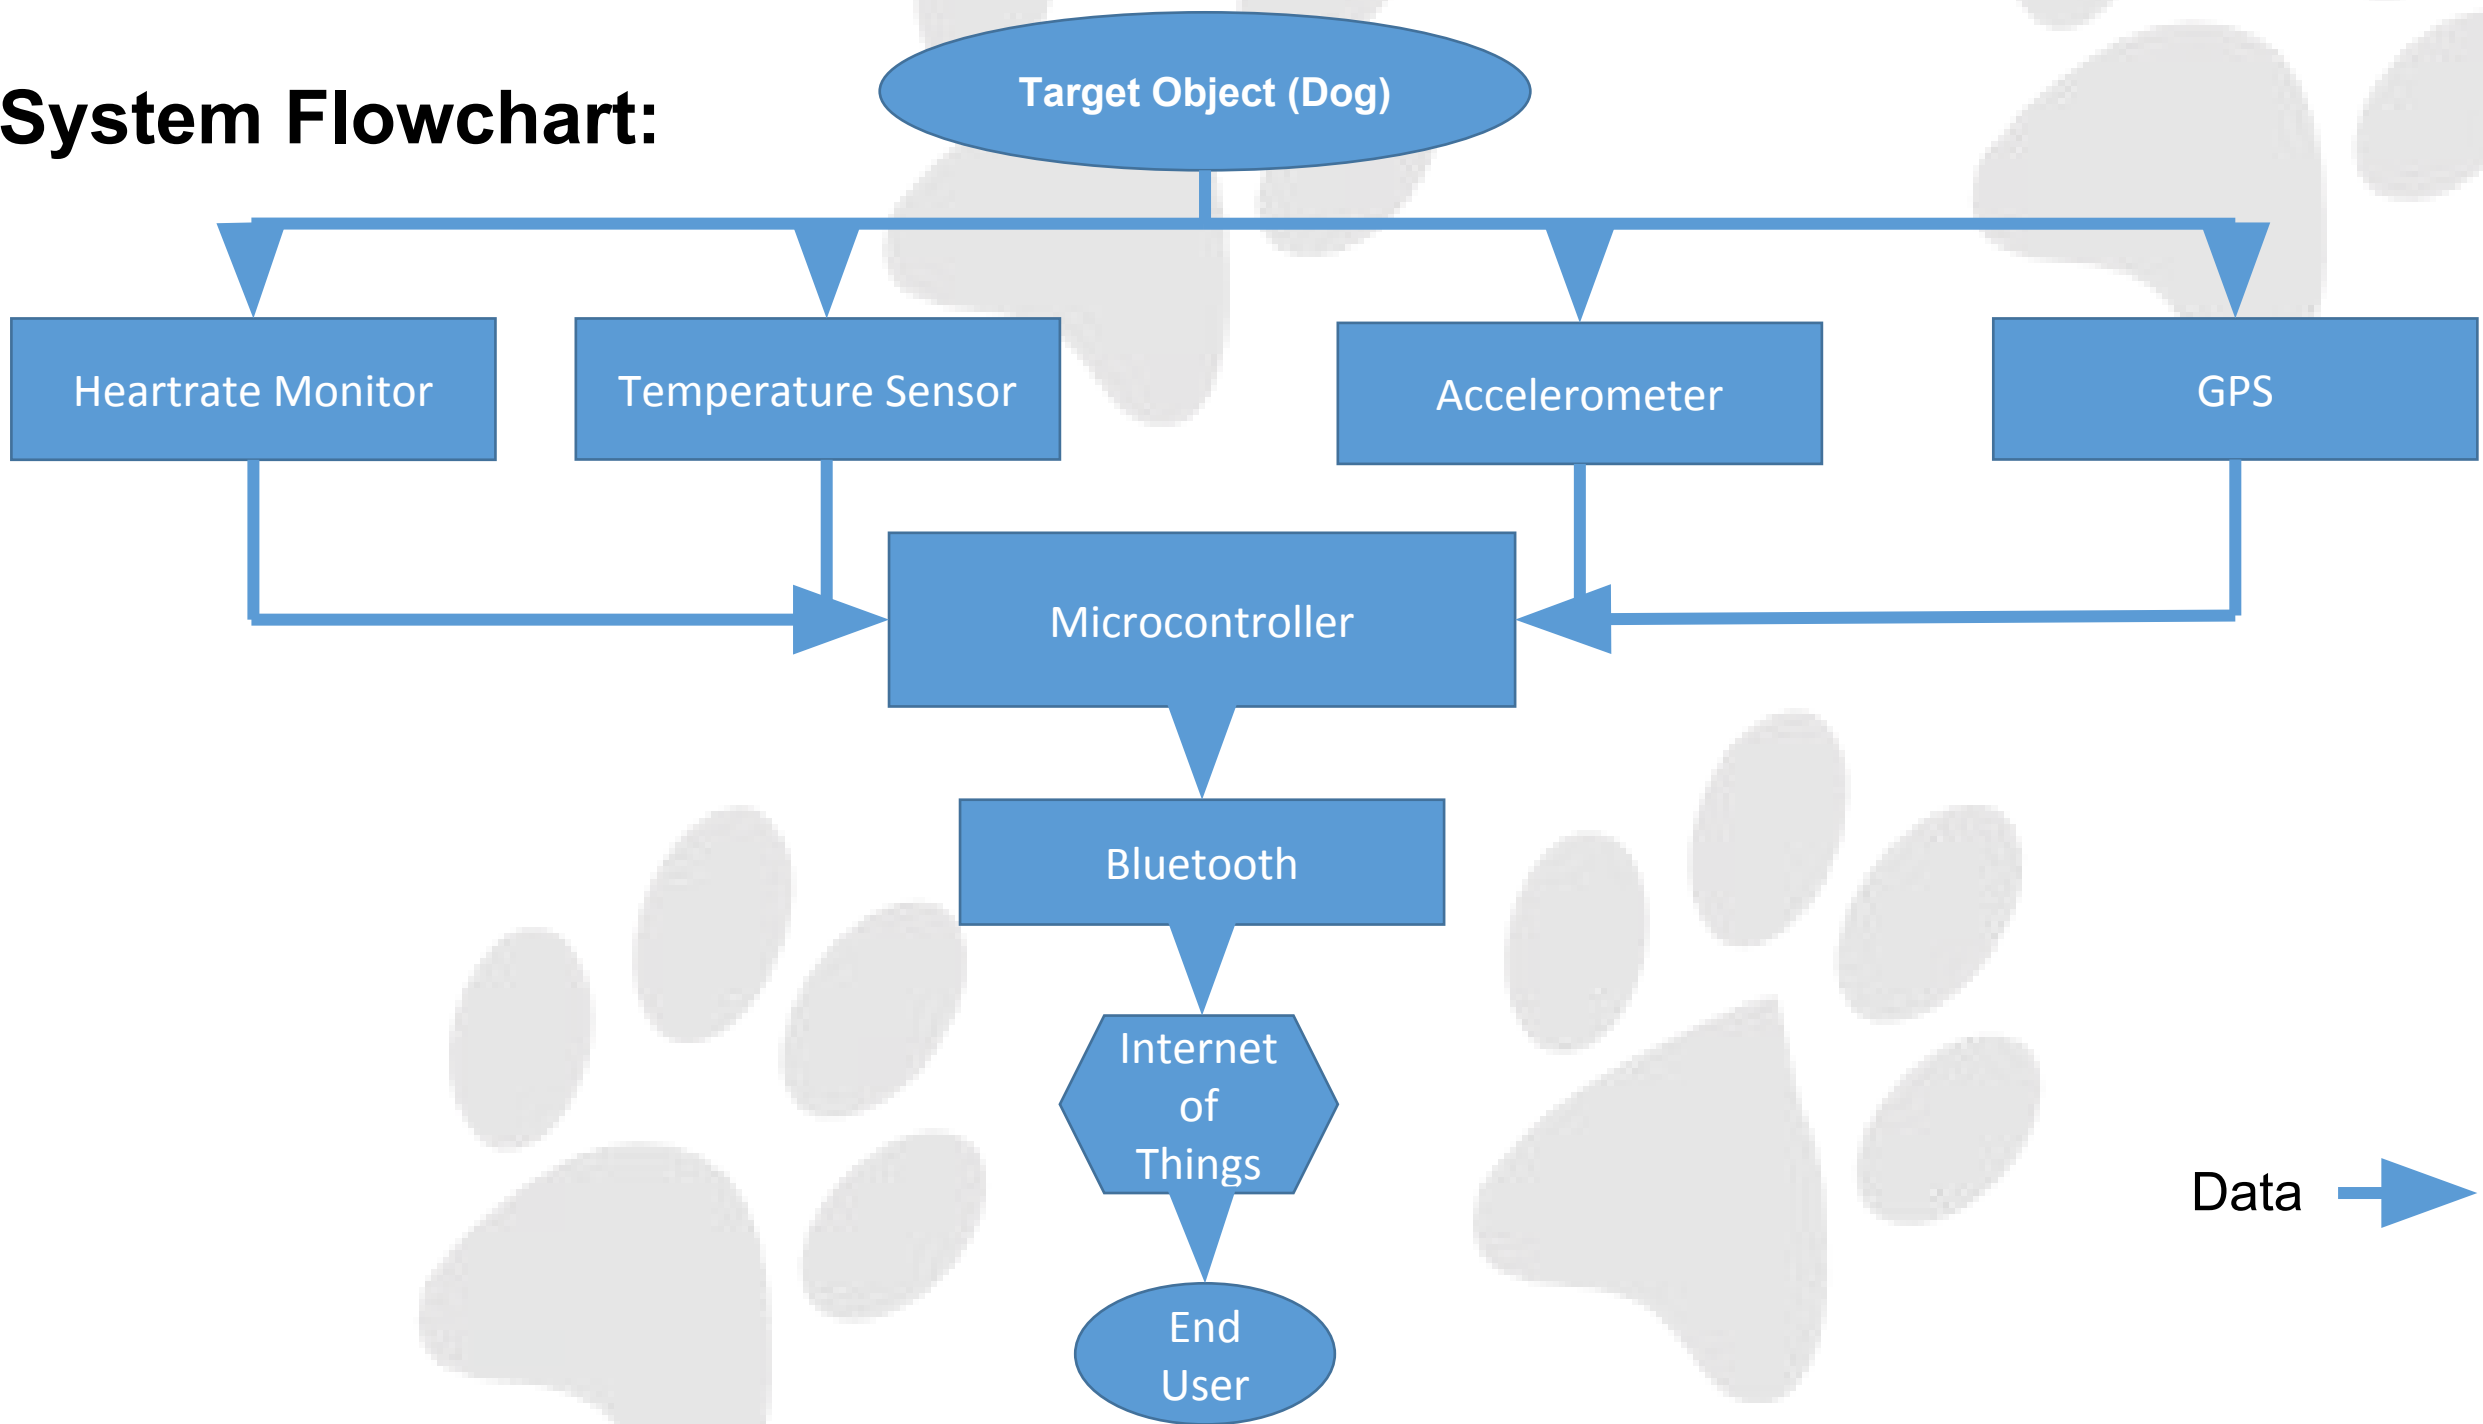 System Flowchart:
Target Object (Dog)
Heartrate Monitor
Temperature Sensor
Accelerometer
GPS
Microcontroller
Bluetooth
Internet
of
Things
Data
End
User